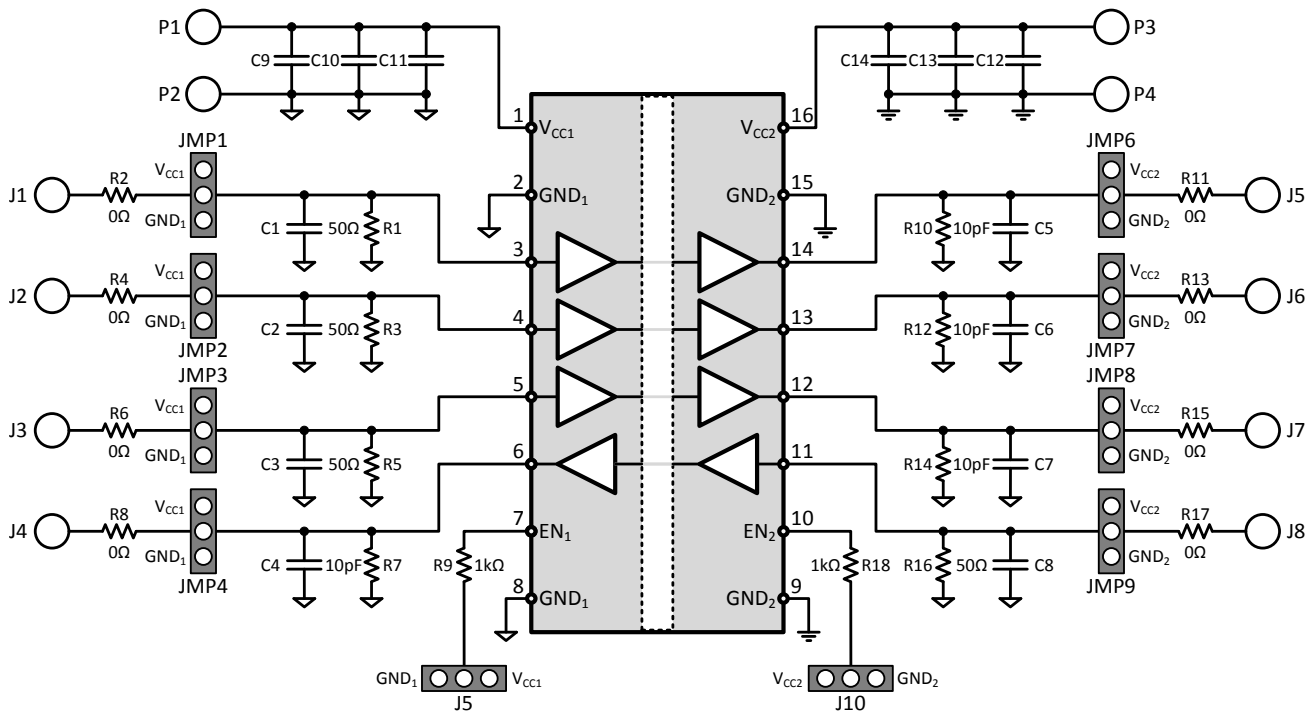 P1
C9
C10
C11
P2
P3
C14
C13
C12
P4
1
VCC1
16
VCC2
2
GND1
15
GND2
3
14
4
13
5
12
6
11
7
EN1
10
EN2
8
GND1
9
GND2
JMP1
VCC1
GND1
J1
R2
0Ω
C1
50Ω
R1
J2
R4
0Ω
VCC1
GND1
JMP2
C2
50Ω
R3
JMP3
J3
R6
0Ω
VCC1
GND1
C3
50Ω
R5
J4
R8
0Ω
VCC1
GND1
JMP4
C4
10pF
R7
R9
1kΩ
GND1
VCC1
J5
JMP6
VCC2
GND2
R11
0Ω
J5
R10
10pF
C5
VCC2
GND2
JMP7
R13
0Ω
J6
R12
10pF
C6
JMP8
VCC2
GND2
R15
0Ω
J7
R14
10pF
C7
VCC2
GND2
JMP9
R17
0Ω
J8
R16
50Ω
C8
1kΩ
R18
VCC2
GND2
J10